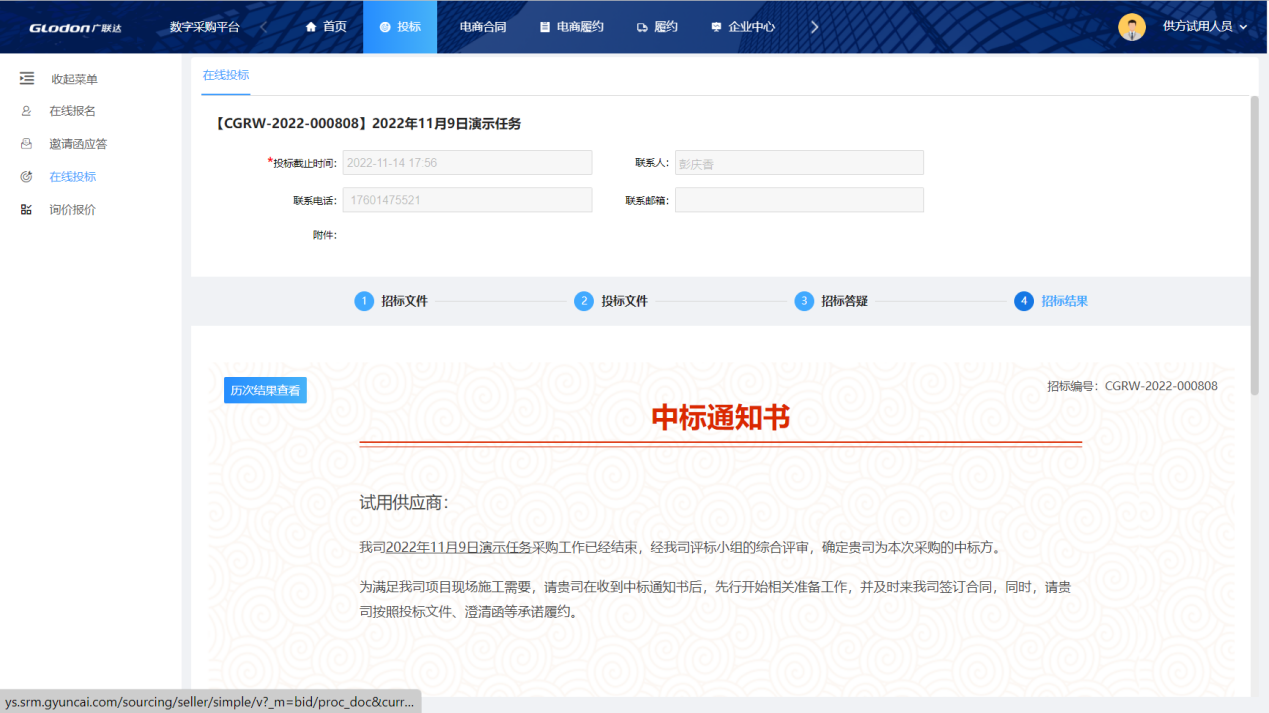 GLodon广联达
数字采购平台
首页
投标
电商合同
电商履约
履约
企业中心
供方试用人员
收起菜单
在线报名
邀请函应答
在线投标
询价报价
在线投标
【CGRW-2022-000808】2022年11月9日演示任务
*投标截止时间: 2022-11-14 17:56
联系人: 彭庆香
联系电话: 17601475521
联系邮箱:
附件:
1 招标文件
2 投标文件
3 招标答疑
4 招标结果
历次结果查看
招标编号：CGRW-2022-000808
中标通知书
试用供应商：
我司2022年11月9日演示任务采购工作已经结束，经我司评标小组的综合评审，确定贵司为本次采购的中标方。
为满足我司项目现场施工需要，请贵司在收到中标通知书后，先行开始相关准备工作，并及时来我司签订合同，同时，请贵
司按照投标文件、澄清函等承诺履约。
ys.srm.gyuncai.com/sourcing/seller/simple/v?_m=bid/proc_doc&curr...